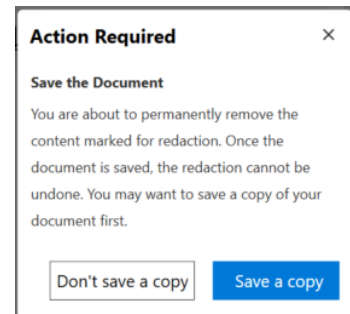 Action Required
Save the Document
You are about to permanently remove the
content marked for redaction. Once the
document is saved, the redaction cannot be
undone. You may want to save a copy of your
document first.
Don't save a copy
Save a copy